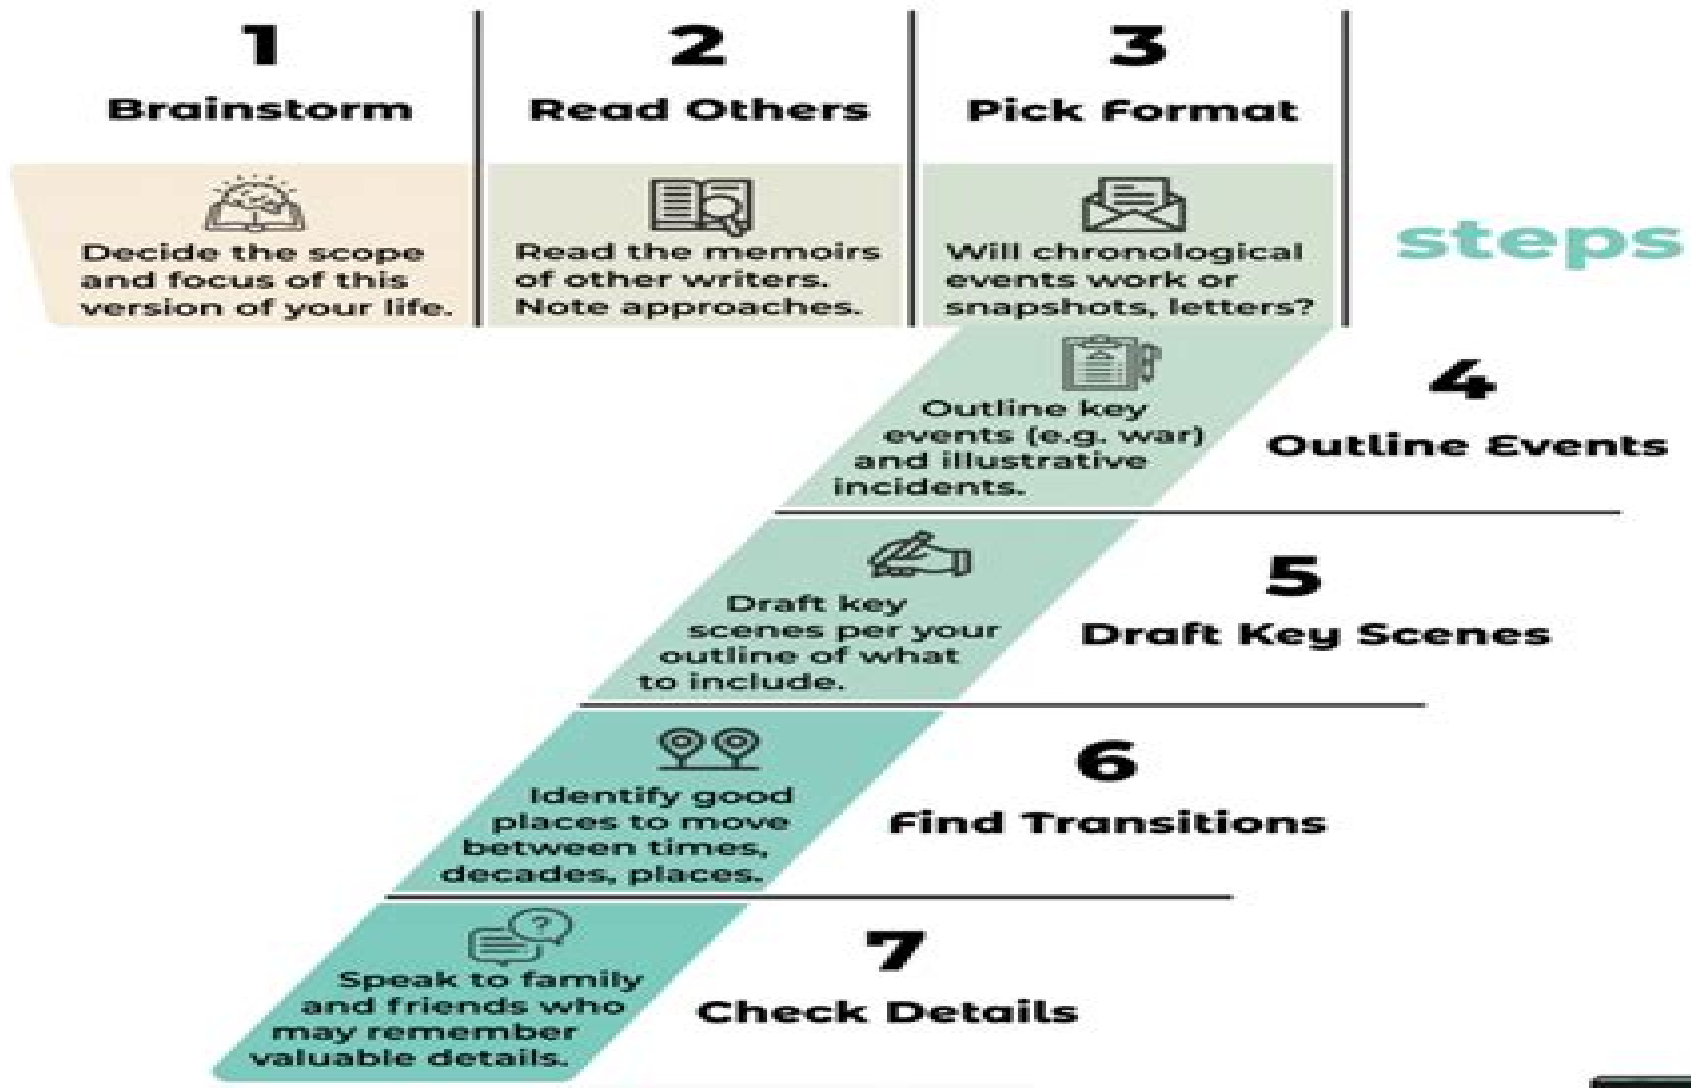 1
Brainstorm
Decide the scope
and focus of this
version of your life.
2
Read Others
Read the memoirs
of other writers.
Note approaches.
3
Pick Format
Will chronological
events work or
snapshots, letters?
steps
4
Outline Events
Outline key
events (e.g. war)
and illustrative
incidents.
5
Draft Key Scenes
Draft key
scenes per your
outline of what
to include.
6
Find Transitions
Identify good
places to move
between times,
decades, places.
7
Check Details
Speak to family
and friends who
may remember
valuable details.